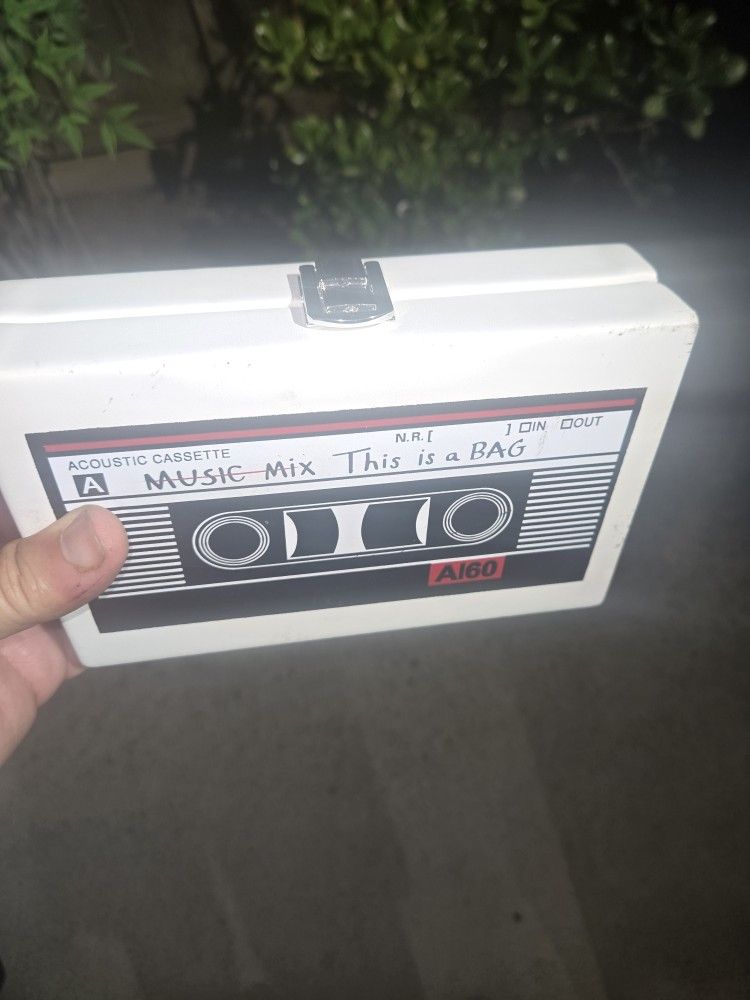 N.R. [ ] ☐IN ☐OUT
ACOUSTIC CASSETTE
A MUSIC Mix This is a BAG
AI60